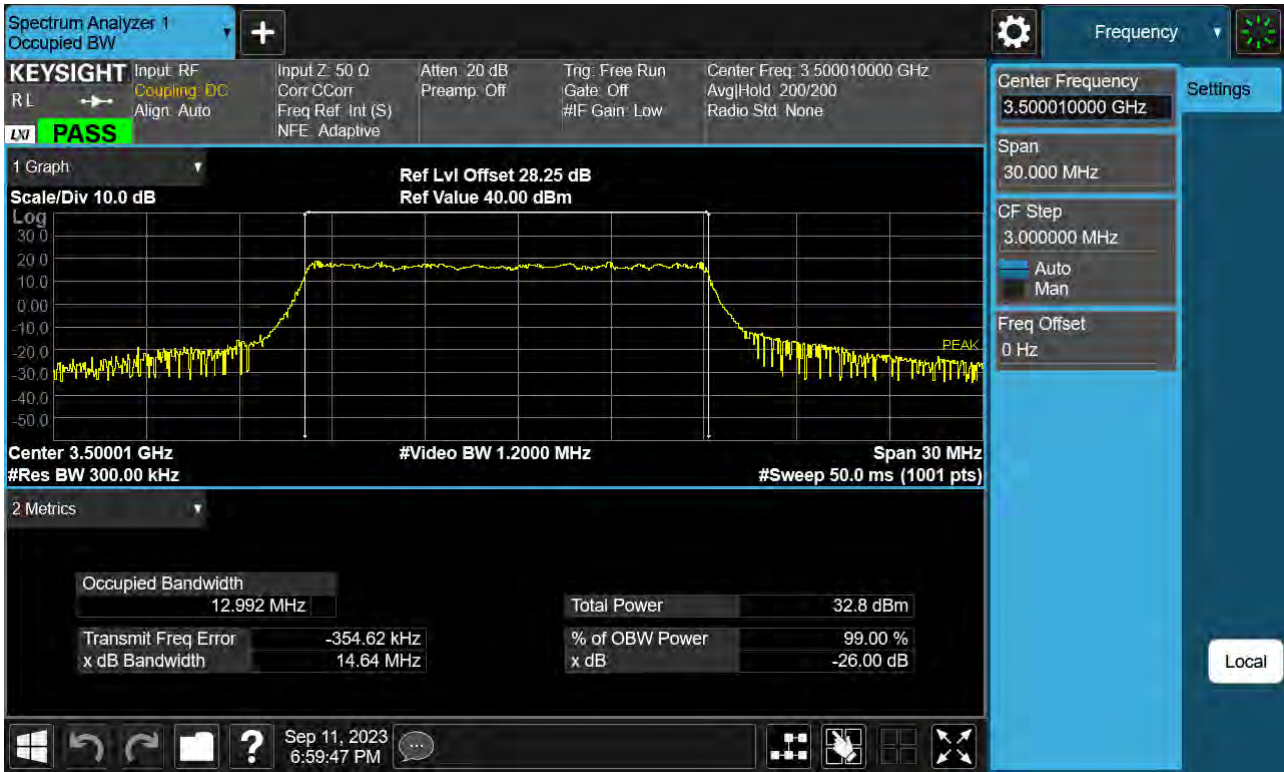 Spectrum Analyzer 1
Occupied BW
+
Frequency
KEYSIGHT
RL
LXI
PASS
Input: RF
Coupling: DC
Align: Auto
Input Z: 50 Ω
Corr CCorr
Freq Ref: Int (S)
NFE: Adaptive
Atten: 20 dB
Preamp: Off
Trig: Free Run
Gate: Off
#IF Gain: Low
Center Freq: 3.500010000 GHz
Avg|Hold: 200/200
Radio Std: None
Center Frequency
3.500010000 GHz
Settings
Span
30.000 MHz
CF Step
3.000000 MHz
Auto
Man
Freq Offset
0 Hz
1 Graph
Scale/Div 10.0 dB
Ref Lvl Offset 28.25 dB
Ref Value 40.00 dBm
Log
30.0
20.0
10.0
0.00
-10.0
-20.0
-30.0
-40.0
-50.0
PEAK
Center 3.50001 GHz
#Res BW 300.00 kHz
#Video BW 1.2000 MHz
Span 30 MHz
#Sweep 50.0 ms (1001 pts)
2 Metrics
Occupied Bandwidth
12.992 MHz
Transmit Freq Error -354.62 kHz
x dB Bandwidth 14.64 MHz
Total Power 32.8 dBm
% of OBW Power 99.00 %
x dB -26.00 dB
Local
?
Sep 11, 2023
6:59:47 PM